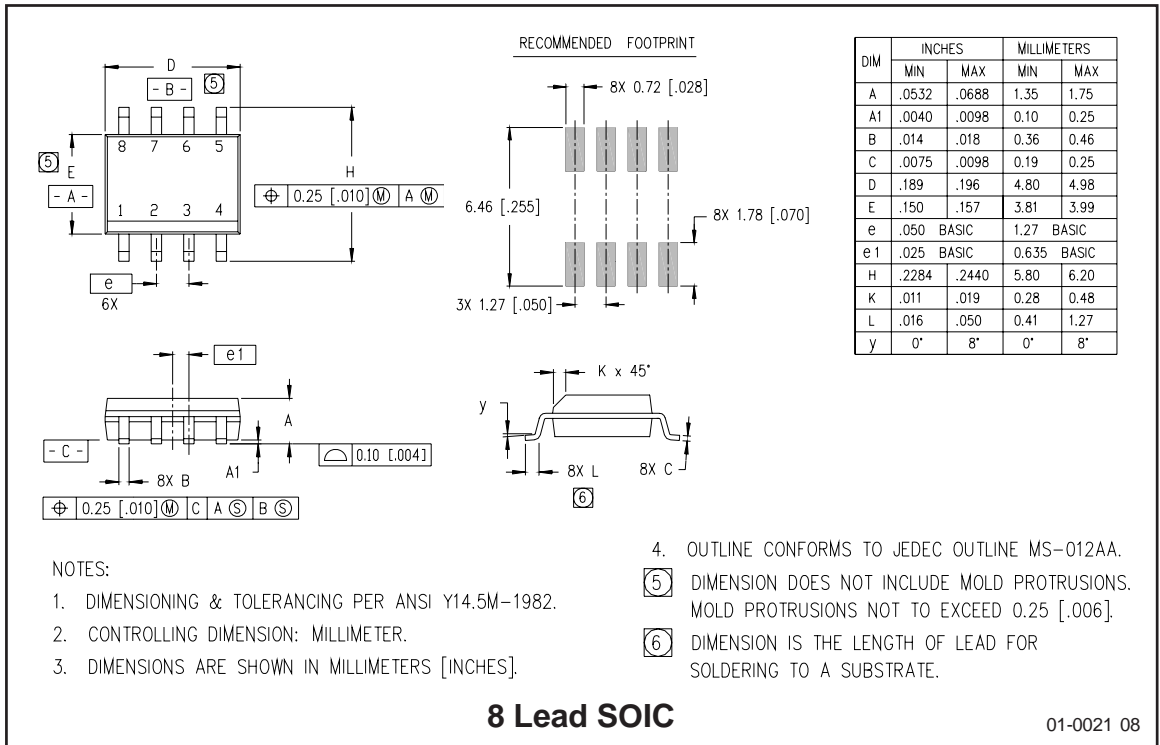 D
- B -
5
8 7 6 5
5
E
- A -
H
⌖ 0.25 [.010] Ⓜ A Ⓜ
1 2 3 4
e
6X
RECOMMENDED FOOTPRINT
8X 0.72 [.028]
6.46 [.255]
8X 1.78 [.070]
3X 1.27 [.050]
DIM INCHES MILLIMETERS
MIN MAX MIN MAX
A .0532 .0688 1.35 1.75
A1 .0040 .0098 0.10 0.25
B .014 .018 0.36 0.46
C .0075 .0098 0.19 0.25
D .189 .196 4.80 4.98
E .150 .157 3.81 3.99
e .050 BASIC 1.27 BASIC
e1 .025 BASIC 0.635 BASIC
H .2284 .2440 5.80 6.20
K .011 .019 0.28 0.48
L .016 .050 0.41 1.27
y 0° 8° 0° 8°
e1
A
- C -
8X B
A1
⌓ 0.10 [.004]
⌖ 0.25 [.010] Ⓜ C A Ⓢ B Ⓢ
K x 45°
y
8X L
6
8X C
NOTES:
1. DIMENSIONING & TOLERANCING PER ANSI Y14.5M-1982.
2. CONTROLLING DIMENSION: MILLIMETER.
3. DIMENSIONS ARE SHOWN IN MILLIMETERS [INCHES].
4. OUTLINE CONFORMS TO JEDEC OUTLINE MS-012AA.
5 DIMENSION DOES NOT INCLUDE MOLD PROTRUSIONS.
MOLD PROTRUSIONS NOT TO EXCEED 0.25 [.006].
6 DIMENSION IS THE LENGTH OF LEAD FOR
SOLDERING TO A SUBSTRATE.
8 Lead SOIC
01-0021 08